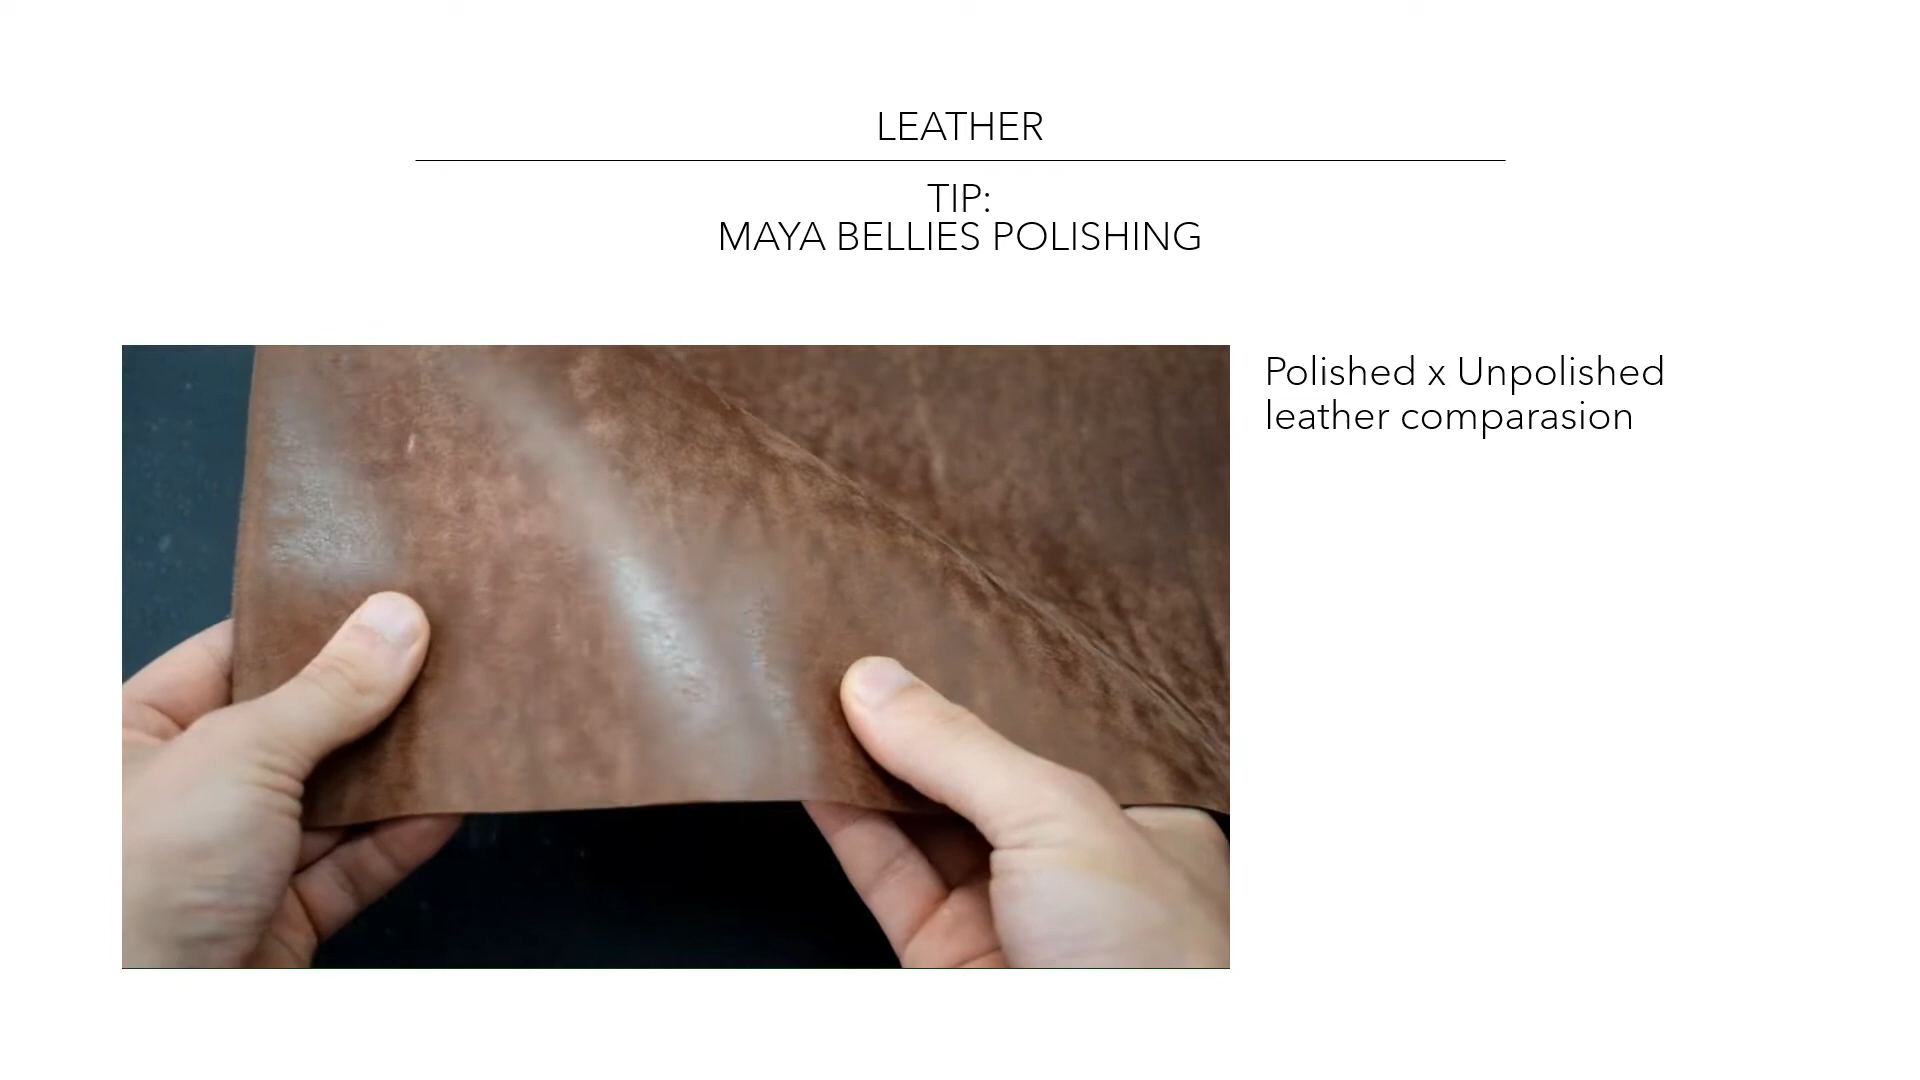 LEATHER
TIP:
MAYA BELLIES POLISHING
Polished x Unpolished
leather comparasion